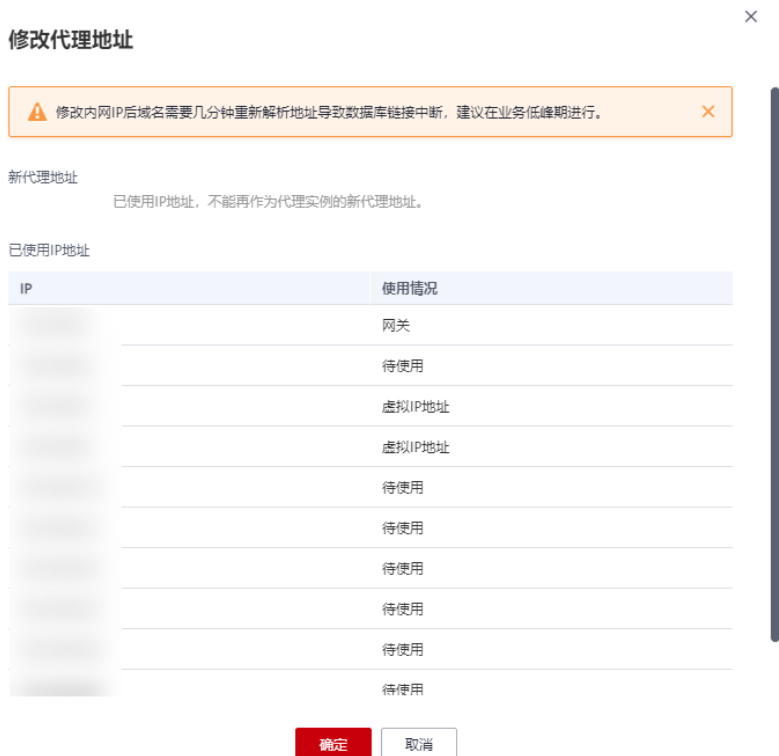 修改代理地址
修改内网IP后域名需要几分钟重新解析地址导致数据库链接中断，建议在业务低峰期进行。
新代理地址
已使用IP地址，不能再作为代理实例的新代理地址。
已使用IP地址
IP 使用情况
网关
待使用
虚拟IP地址
虚拟IP地址
待使用
待使用
待使用
待使用
待使用
待使用
确定 取消